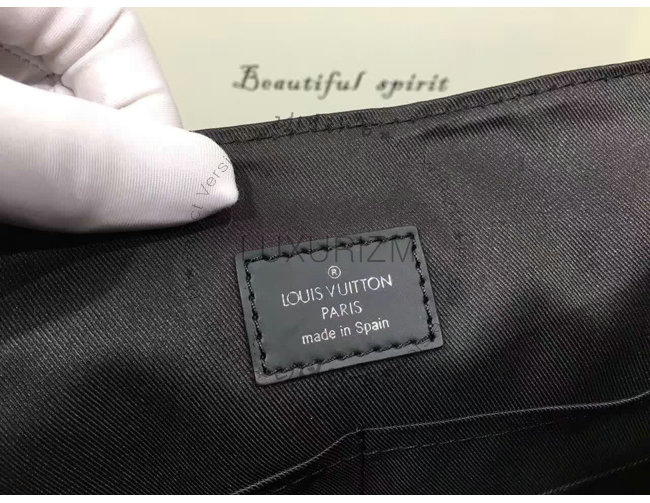 Beautiful spirit
LUXURIZM
®
LOUIS VUITTON
PARIS
made in Spain